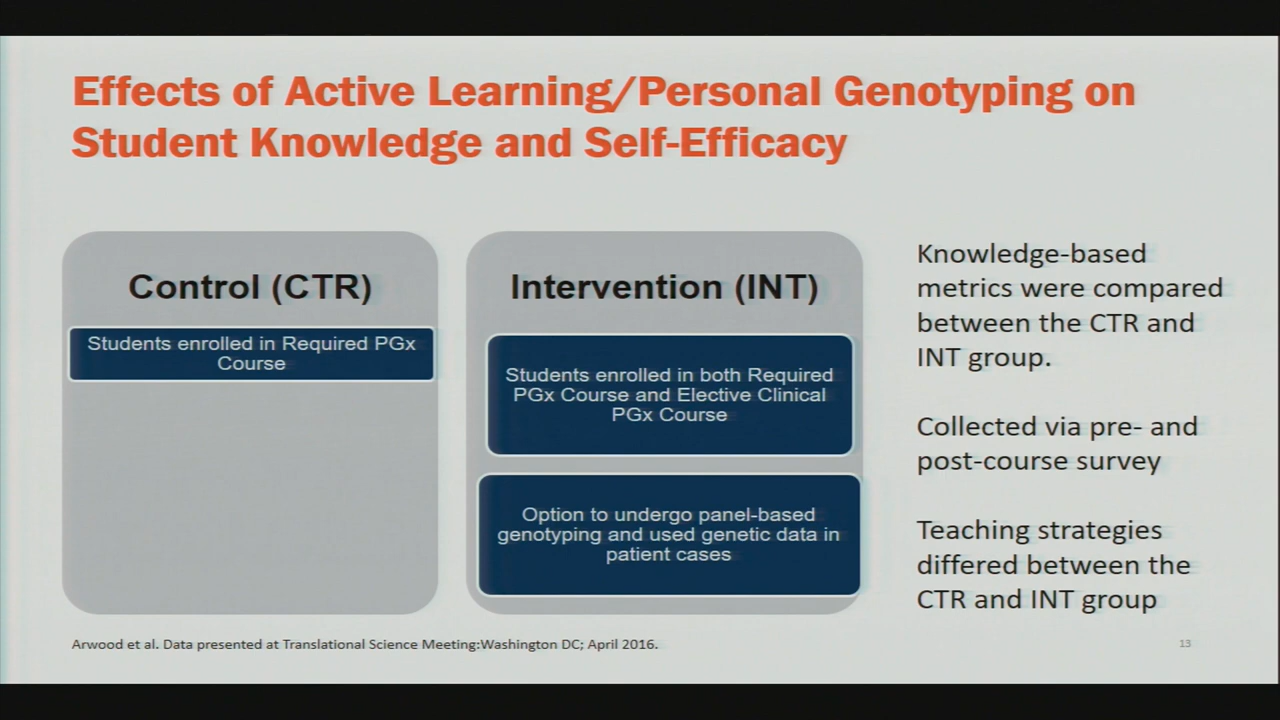 Effects of Active Learning/Personal Genotyping on
Student Knowledge and Self-Efficacy
Control (CTR)
Students enrolled in Required PGx
Course
Intervention (INT)
Students enrolled in both Required
PGx Course and Elective Clinical
PGx Course
Option to undergo panel-based
genotyping and used genetic data in
patient cases
Knowledge-based
metrics were compared
between the CTR and
INT group.
Collected via pre- and
post-course survey
Teaching strategies
differed between the
CTR and INT group
Arwood et al. Data presented at Translational Science Meeting:Washington DC; April 2016.
13